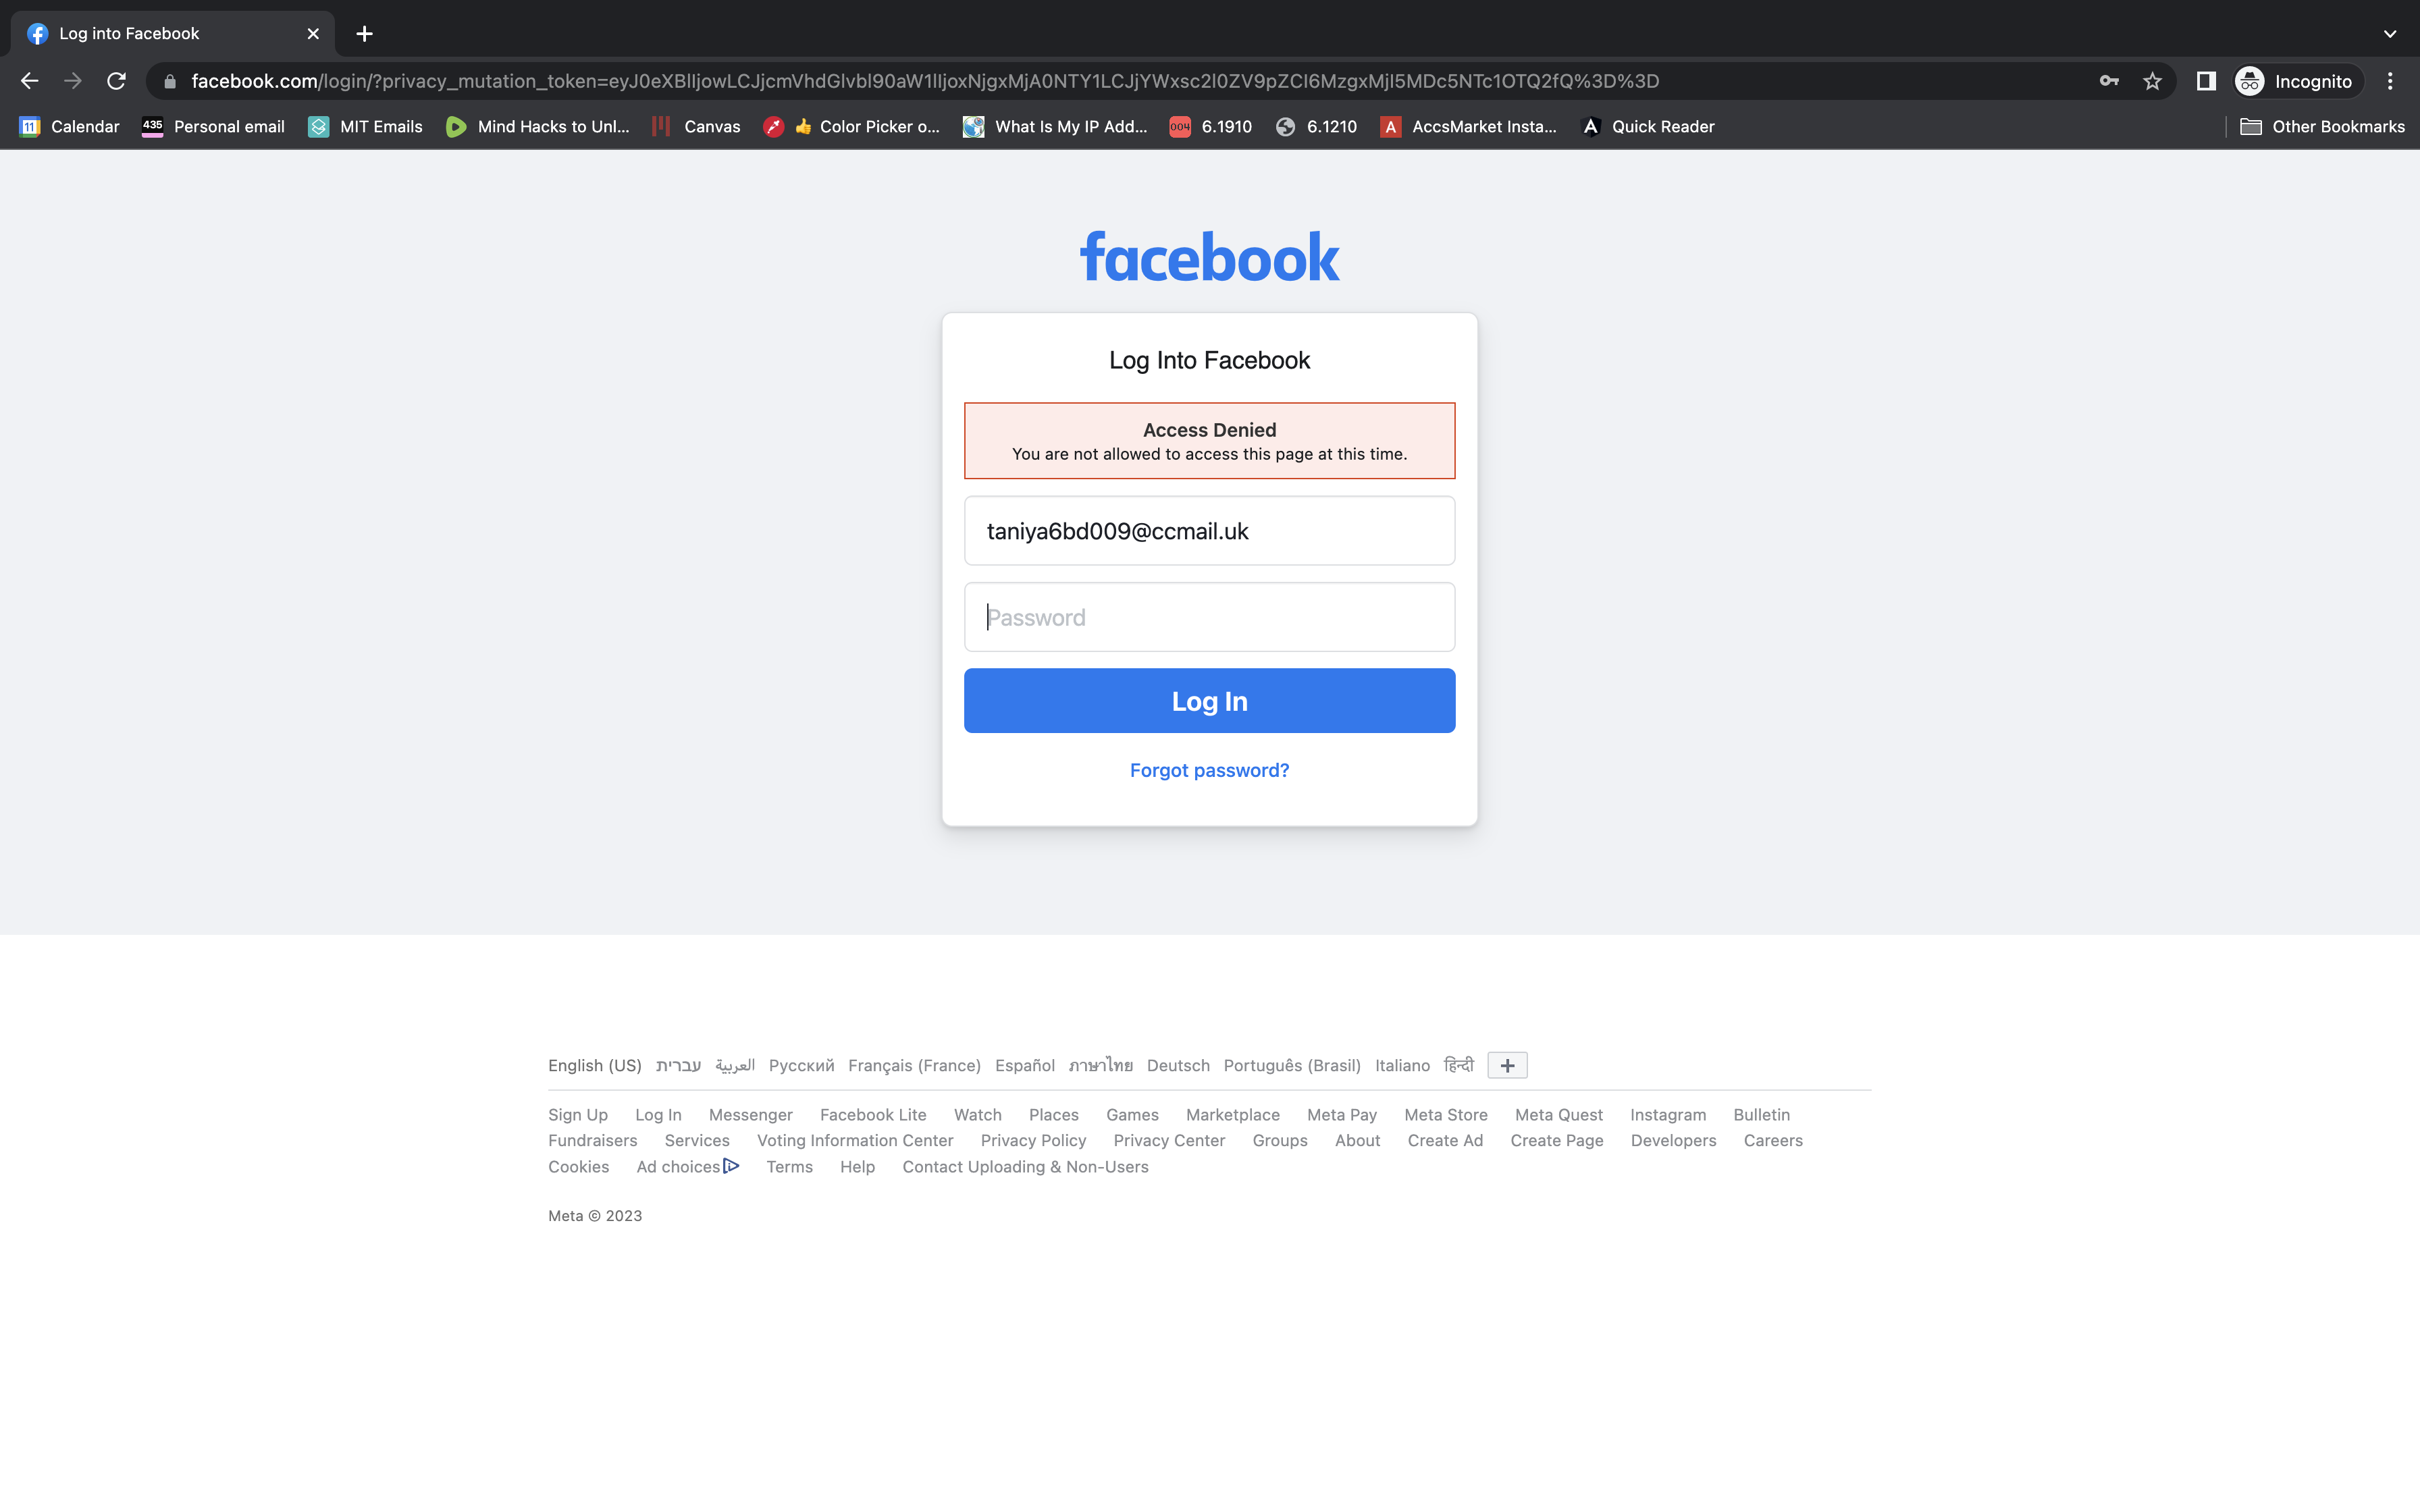 Log into Facebook
facebook.com/login/?privacy_mutation_token=eyJ0eXBlIjowLCJjcmVhdGlvbl90aW1lIjoxNjgxMjA0NTY1LCJjYWxsc2l0ZV9pZCI6MzgxMjI5MDc5NTc1OTQ2fQ%3D%3D
Incognito
11 Calendar 435 Personal email MIT Emails Mind Hacks to Unl... Canvas 👍 Color Picker o... What Is My IP Add... 004 6.1910 6.1210 A AccsMarket Insta... Quick Reader Other Bookmarks
facebook
Log Into Facebook
Access Denied
You are not allowed to access this page at this time.
taniya6bd009@ccmail.uk
Password
Log In
Forgot password?
English (US) עברית العربية Русский Français (France) Español ภาษาไทย Deutsch Português (Brasil) Italiano हिन्दी
Sign Up Log In Messenger Facebook Lite Watch Places Games Marketplace Meta Pay Meta Store Meta Quest Instagram Bulletin
Fundraisers Services Voting Information Center Privacy Policy Privacy Center Groups About Create Ad Create Page Developers Careers
Cookies Ad choices Terms Help Contact Uploading & Non-Users
Meta © 2023